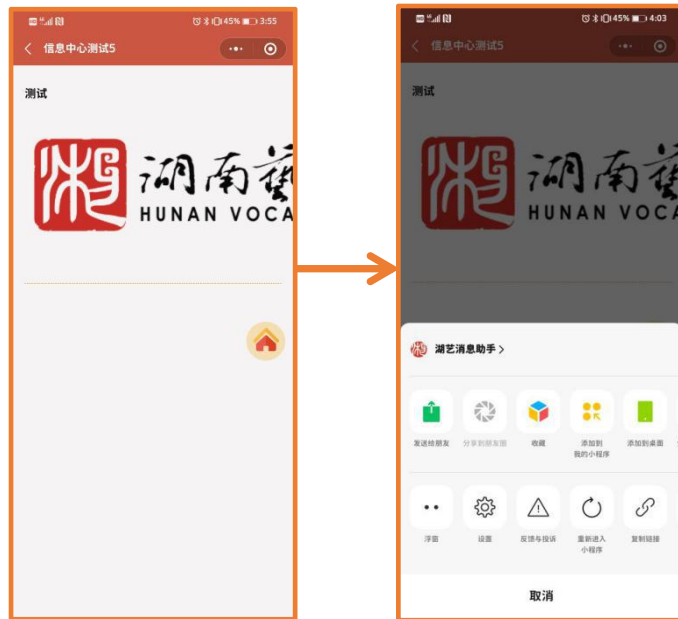 45% 3:55
信息中心测试5
测试
湖南藝
HUNAN VOCA
45% 4:03
信息中心测试5
测试
湖南藝
HUNAN VOCA
湖艺消息助手 >
发送给朋友 分享到朋友圈 收藏 添加到 添加到桌面
我的小程序
浮窗 设置 反馈与投诉 重新进入 复制链接
小程序
取消